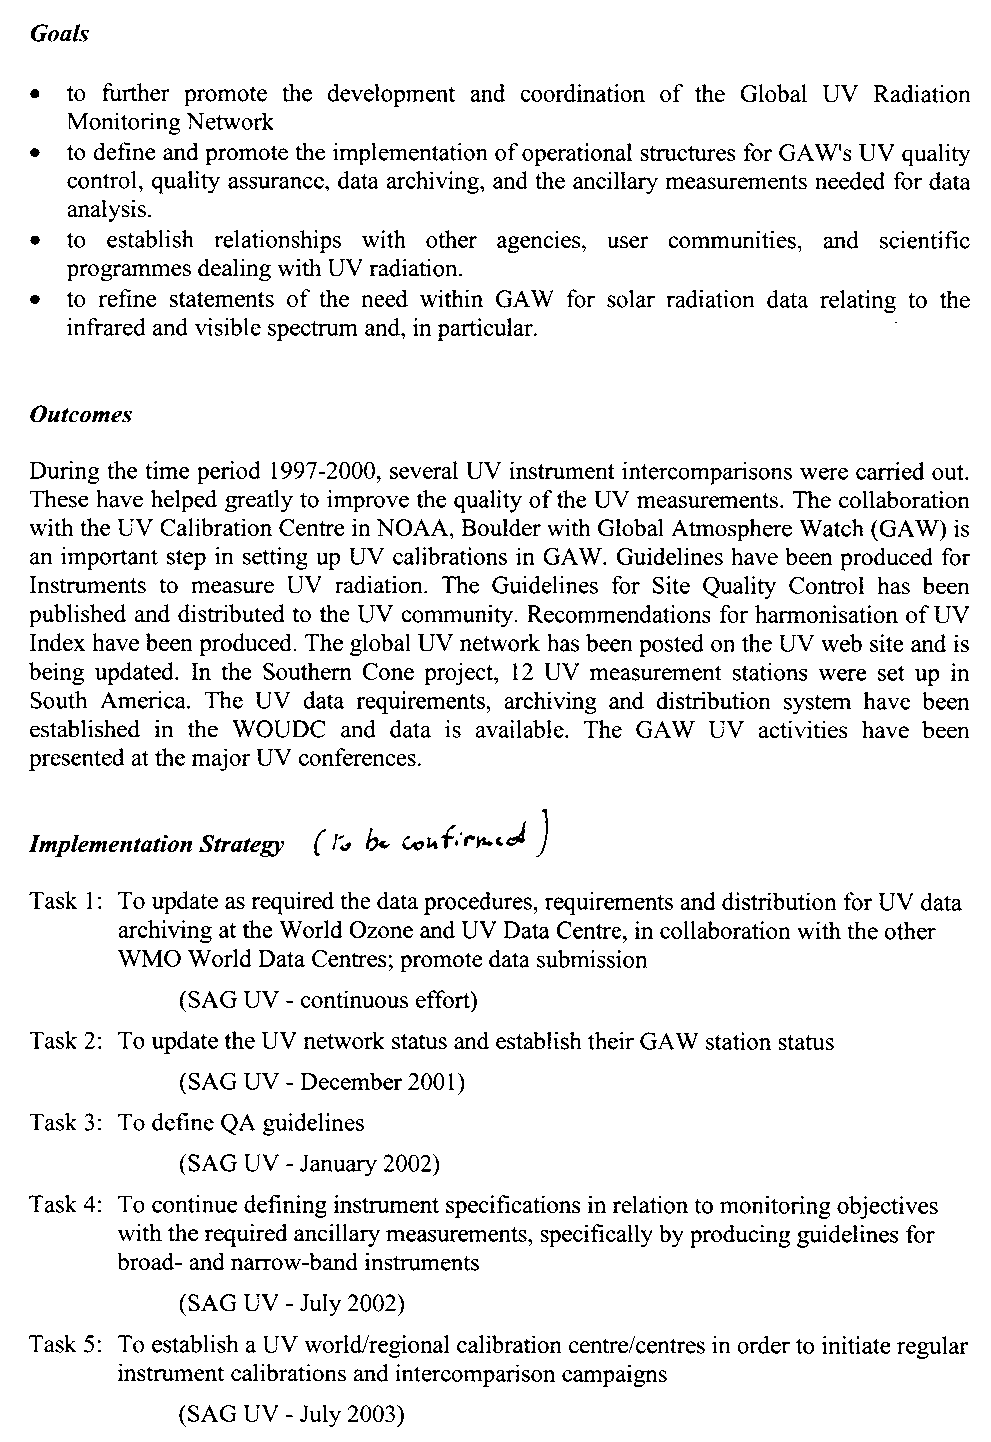 Goals
• to further promote the development and coordination of the Global UV Radiation
Monitoring Network
• to define and promote the implementation of operational structures for GAW's UV quality
control, quality assurance, data archiving, and the ancillary measurements needed for data
analysis.
• to establish relationships with other agencies, user communities, and scientific
programmes dealing with UV radiation.
• to refine statements of the need within GAW for solar radiation data relating to the
infrared and visible spectrum and, in particular.
Outcomes
During the time period 1997-2000, several UV instrument intercomparisons were carried out.
These have helped greatly to improve the quality of the UV measurements. The collaboration
with the UV Calibration Centre in NOAA, Boulder with Global Atmosphere Watch (GAW) is
an important step in setting up UV calibrations in GAW. Guidelines have been produced for
Instruments to measure UV radiation. The Guidelines for Site Quality Control has been
published and distributed to the UV community. Recommendations for harmonisation of UV
Index have been produced. The global UV network has been posted on the UV web site and is
being updated. In the Southern Cone project, 12 UV measurement stations were set up in
South America. The UV data requirements, archiving and distribution system have been
established in the WOUDC and data is available. The GAW UV activities have been
presented at the major UV conferences.
Implementation Strategy (to be confirmed)
Task 1: To update as required the data procedures, requirements and distribution for UV data
archiving at the World Ozone and UV Data Centre, in collaboration with the other
WMO World Data Centres; promote data submission
(SAG UV - continuous effort)
Task 2: To update the UV network status and establish their GAW station status
(SAG UV - December 2001)
Task 3: To define QA guidelines
(SAG UV - January 2002)
Task 4: To continue defining instrument specifications in relation to monitoring objectives
with the required ancillary measurements, specifically by producing guidelines for
broad- and narrow-band instruments
(SAG UV - July 2002)
Task 5: To establish a UV world/regional calibration centre/centres in order to initiate regular
instrument calibrations and intercomparison campaigns
(SAG UV - July 2003)